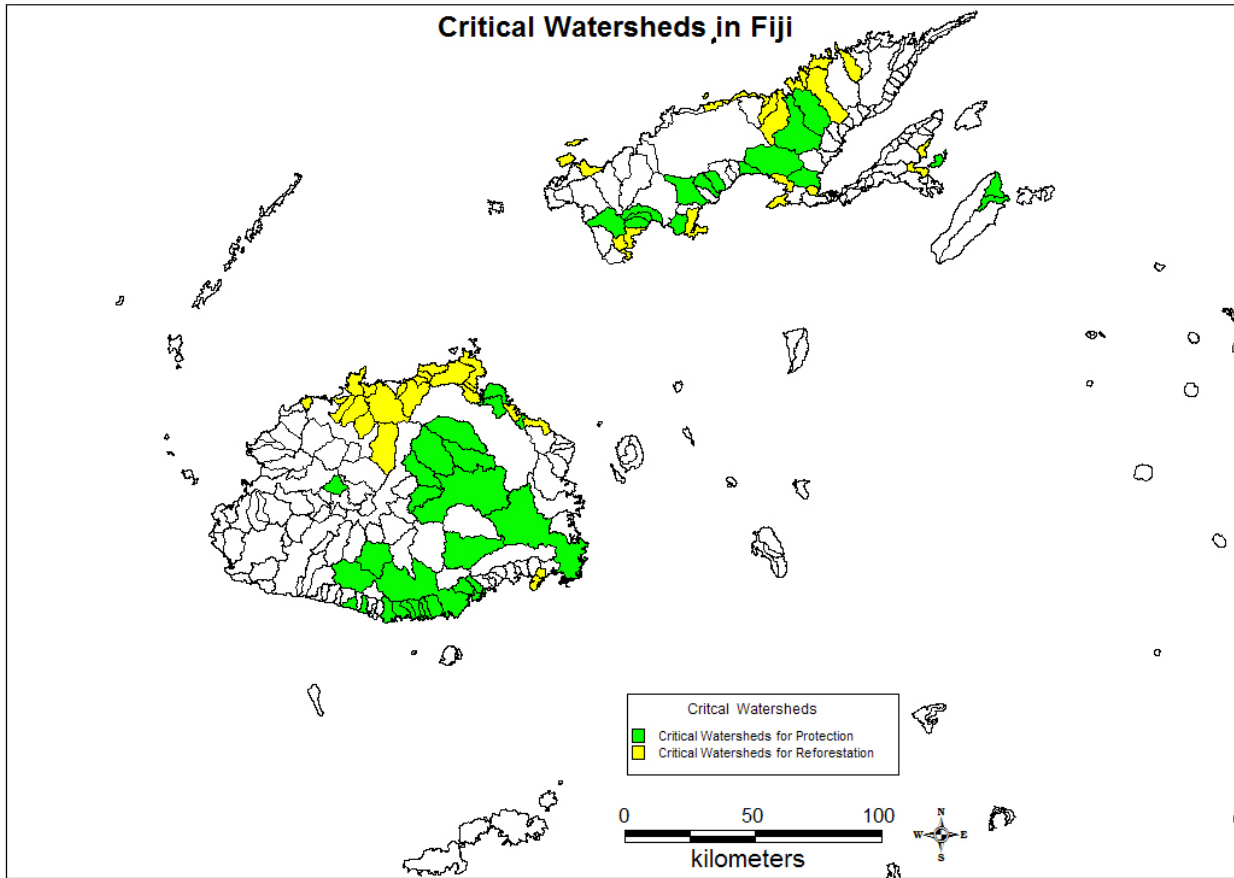 Critical Watersheds in Fiji
Critcal Watersheds
Critical Watersheds for Protection
Critical Watersheds for Reforestation
0 50 100
kilometers
N
W E
S